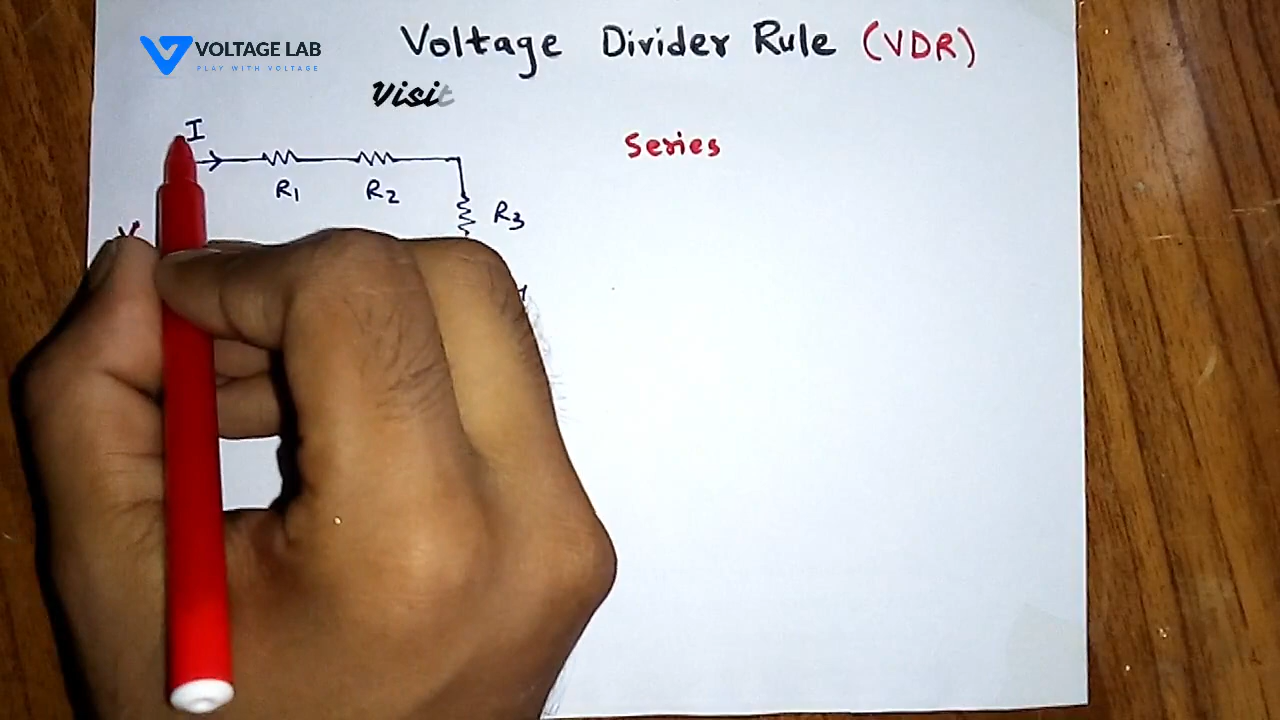 VOLTAGE LAB
PLAY WITH VOLTAGE
Voltage Divider Rule (VDR)
Visit
I
Series
R1
R2
R3
V